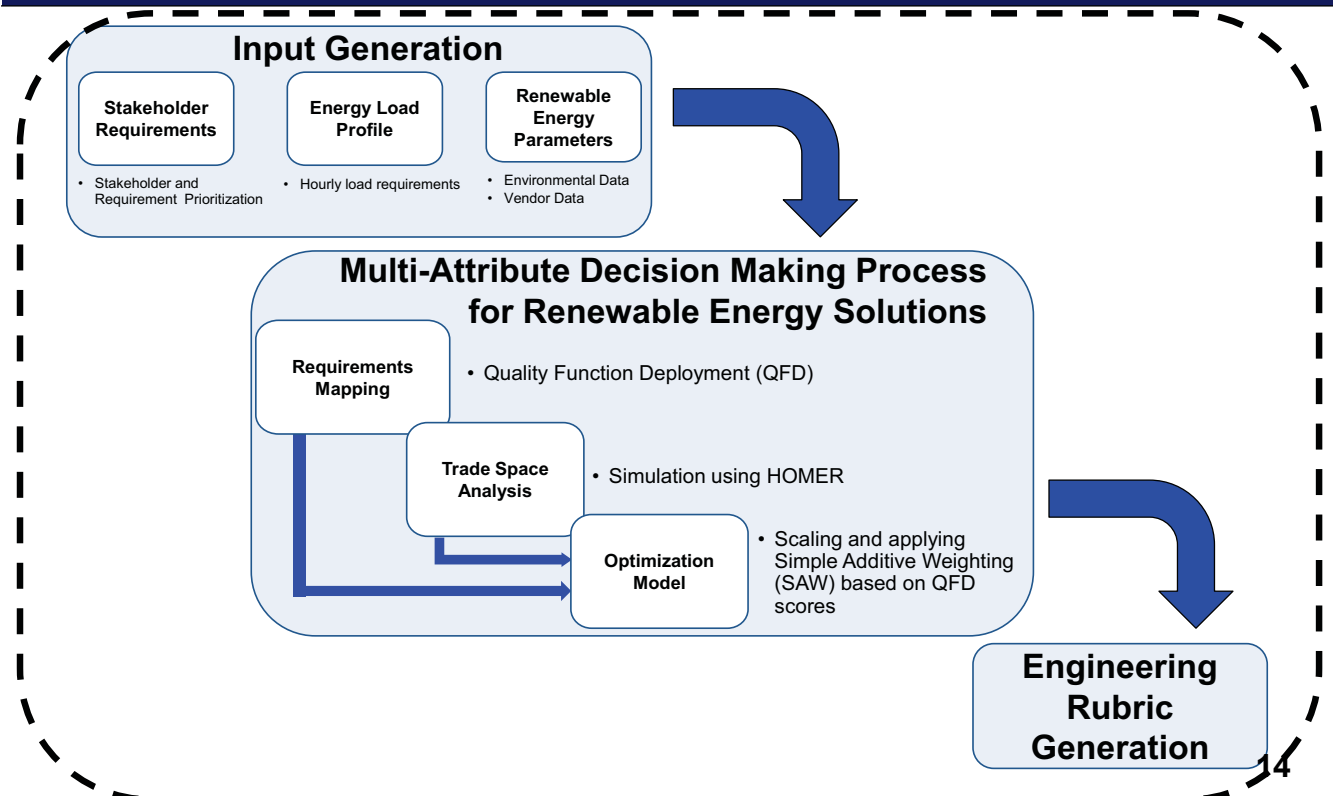 Input Generation
Stakeholder
Requirements
• Stakeholder and
Requirement Prioritization
Energy Load
Profile
• Hourly load requirements
Renewable
Energy
Parameters
• Environmental Data
• Vendor Data
Multi-Attribute Decision Making Process
for Renewable Energy Solutions
Requirements
Mapping
• Quality Function Deployment (QFD)
Trade Space
Analysis
• Simulation using HOMER
Optimization
Model
• Scaling and applying
Simple Additive Weighting
(SAW) based on QFD
scores
Engineering
Rubric
Generation
14